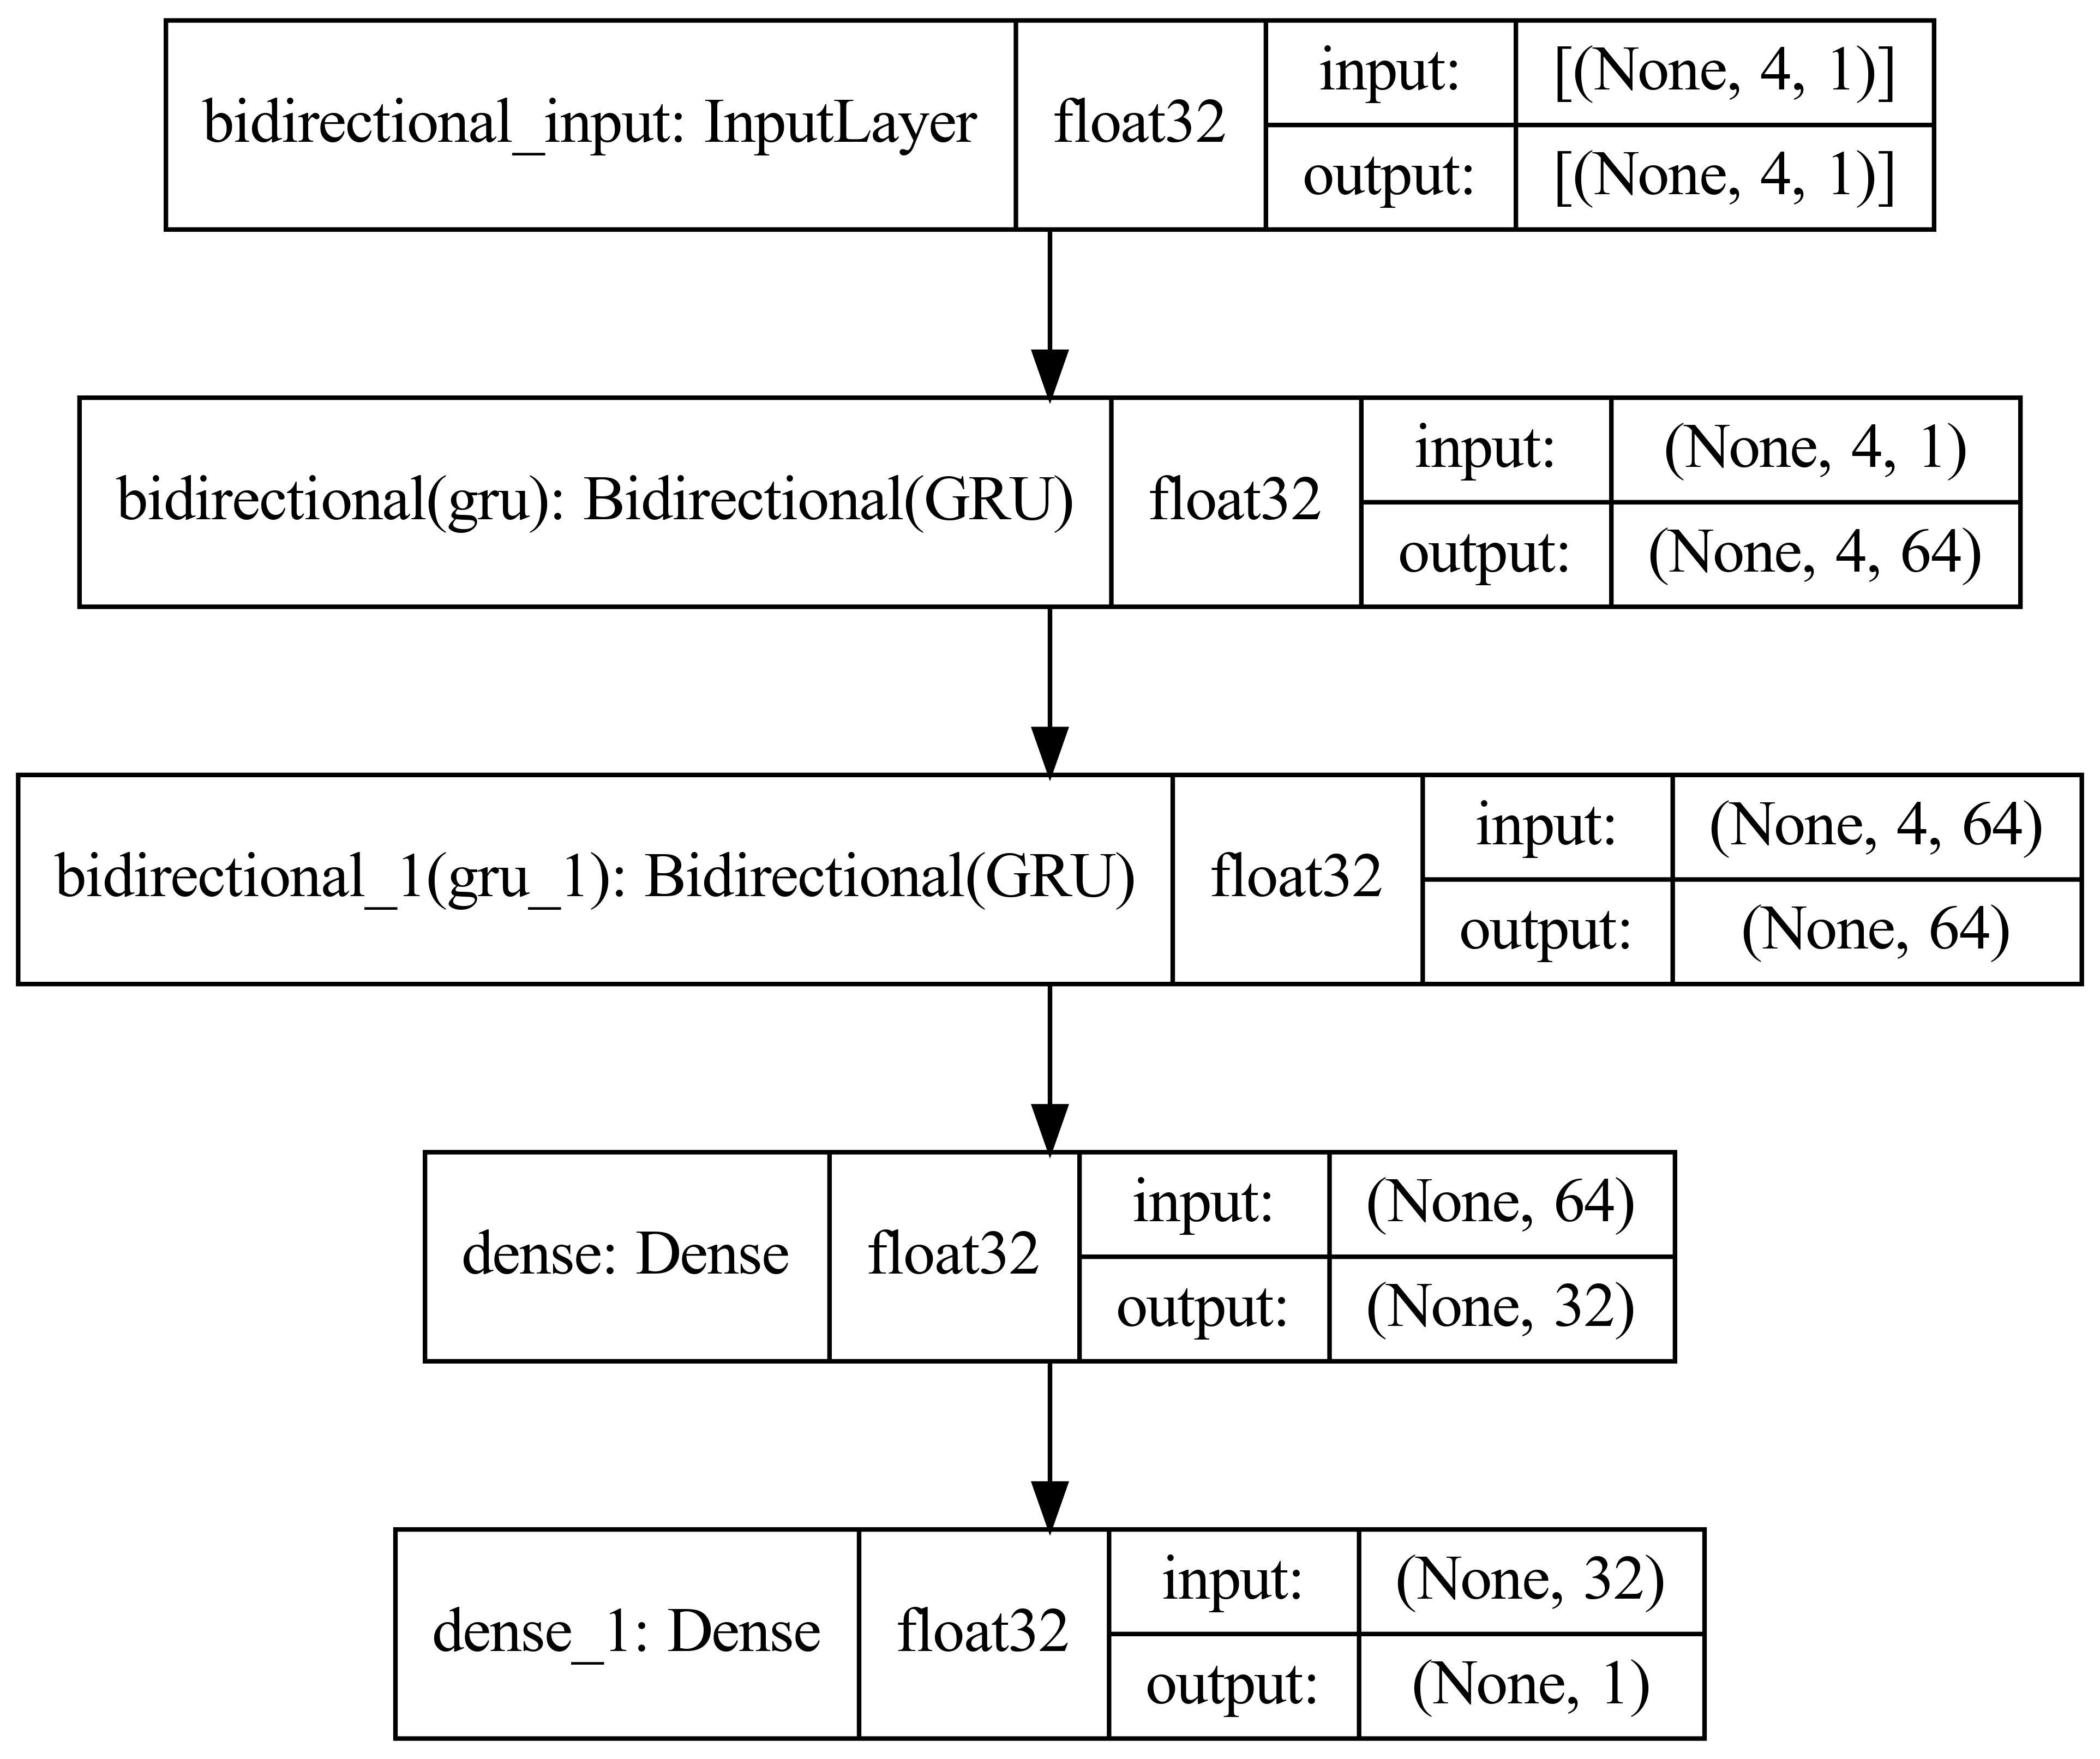 bidirectional_input: InputLayer
float32
input:
[(None, 4, 1)]
output:
[(None, 4, 1)]
bidirectional(gru): Bidirectional(GRU)
float32
input:
(None, 4, 1)
output:
(None, 4, 64)
bidirectional_1(gru_1): Bidirectional(GRU)
float32
input:
(None, 4, 64)
output:
(None, 64)
dense: Dense
float32
input:
(None, 64)
output:
(None, 32)
dense_1: Dense
float32
input:
(None, 32)
output:
(None, 1)